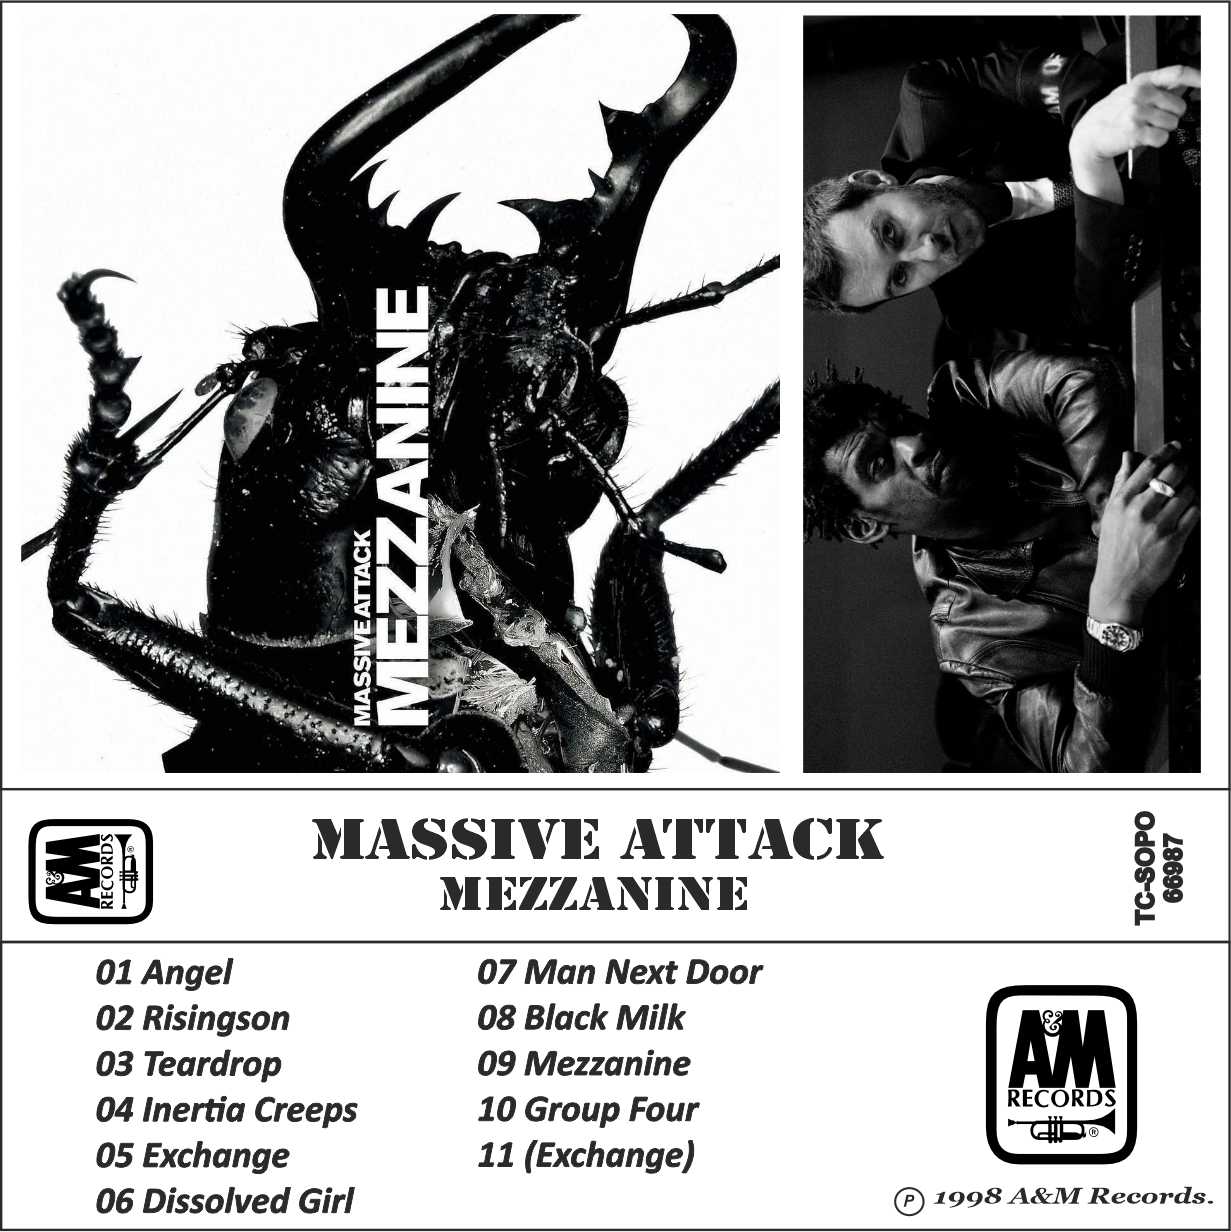 MASSIVE ATTACK
MEZZANINE
AM OF
A&M
RECORDS
®
MASSIVE ATTACK
MEZZANINE
TC-SOPO
66987
01 Angel
02 Risingson
03 Teardrop
04 Inertia Creeps
05 Exchange
06 Dissolved Girl
07 Man Next Door
08 Black Milk
09 Mezzanine
10 Group Four
11 (Exchange)
A&M
RECORDS
®
℗ 1998 A&M Records.